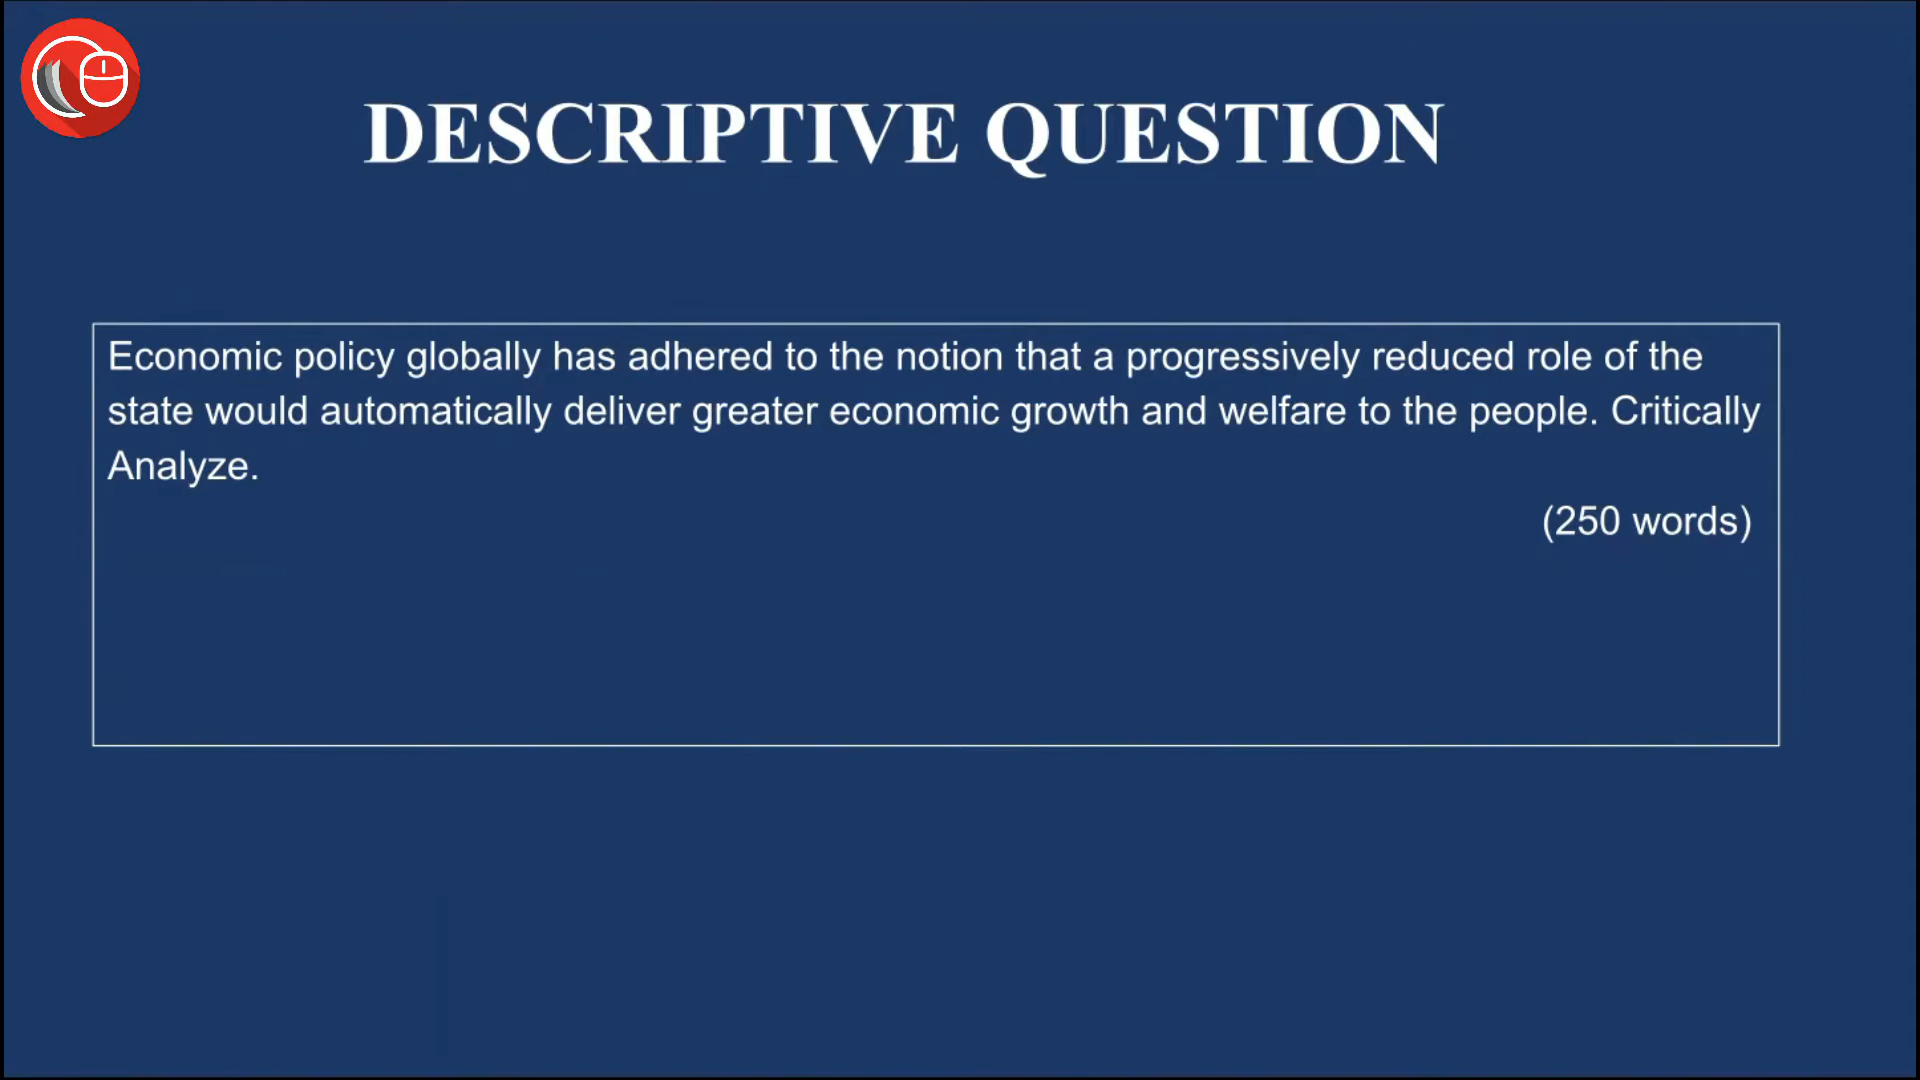 DESCRIPTIVE QUESTION
Economic policy globally has adhered to the notion that a progressively reduced role of the
state would automatically deliver greater economic growth and welfare to the people. Critically
Analyze.
(250 words)